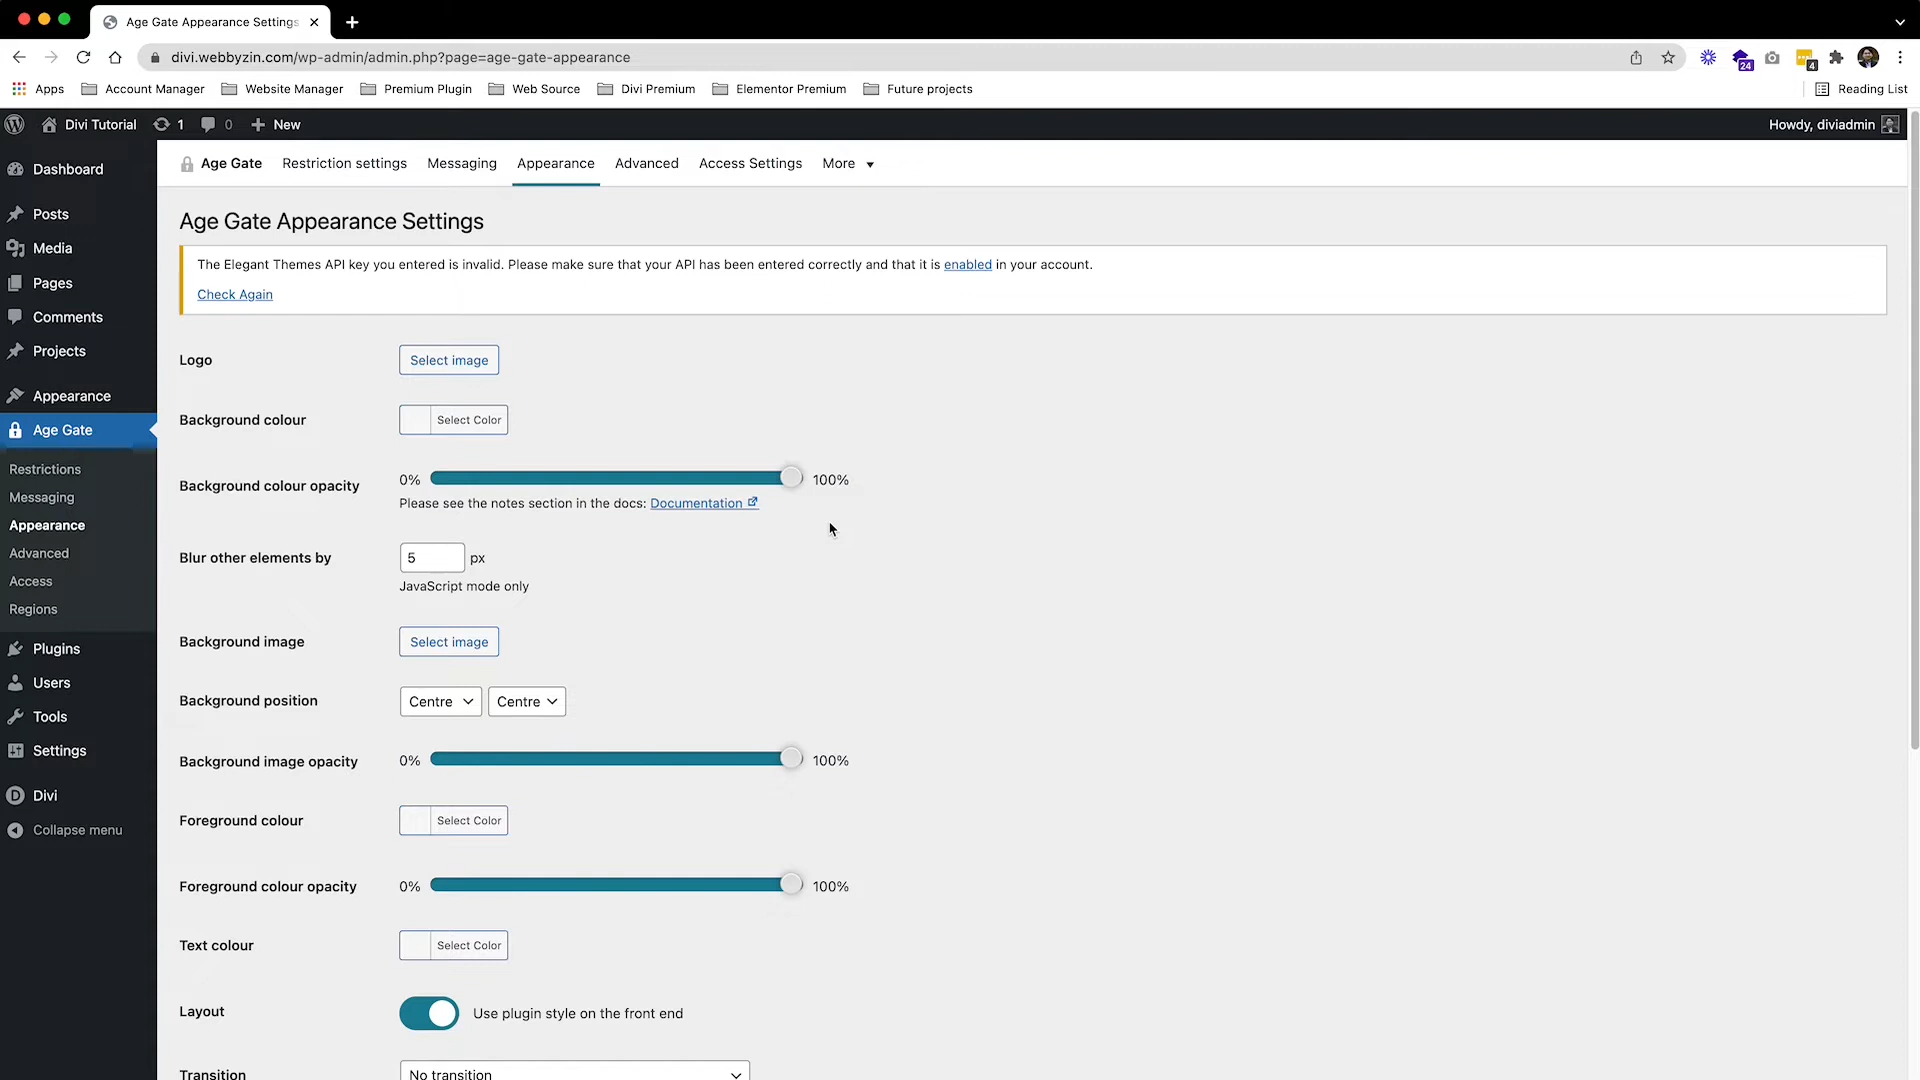 Age Gate Appearance Settings
divi.webbyzin.com/wp-admin/admin.php?page=age-gate-appearance
24
4
Apps
Account Manager
Website Manager
Premium Plugin
Web Source
Divi Premium
Elementor Premium
Future projects
Reading List
Divi Tutorial
1
0
New
Howdy, diviadmin
Dashboard
Posts
Media
Pages
Comments
Projects
Appearance
Age Gate
Restrictions
Messaging
Appearance
Advanced
Access
Regions
Plugins
Users
Tools
Settings
Divi
Collapse menu
Age Gate
Restriction settings
Messaging
Appearance
Advanced
Access Settings
More
Age Gate Appearance Settings
The Elegant Themes API key you entered is invalid. Please make sure that your API has been entered correctly and that it is enabled in your account.
Check Again
Logo
Select image
Background colour
Select Color
Background colour opacity
0%
100%
Please see the notes section in the docs: Documentation
Blur other elements by
5
px
JavaScript mode only
Background image
Select image
Background position
Centre
Centre
Background image opacity
0%
100%
Foreground colour
Select Color
Foreground colour opacity
0%
100%
Text colour
Select Color
Layout
Use plugin style on the front end
Transition
No transition